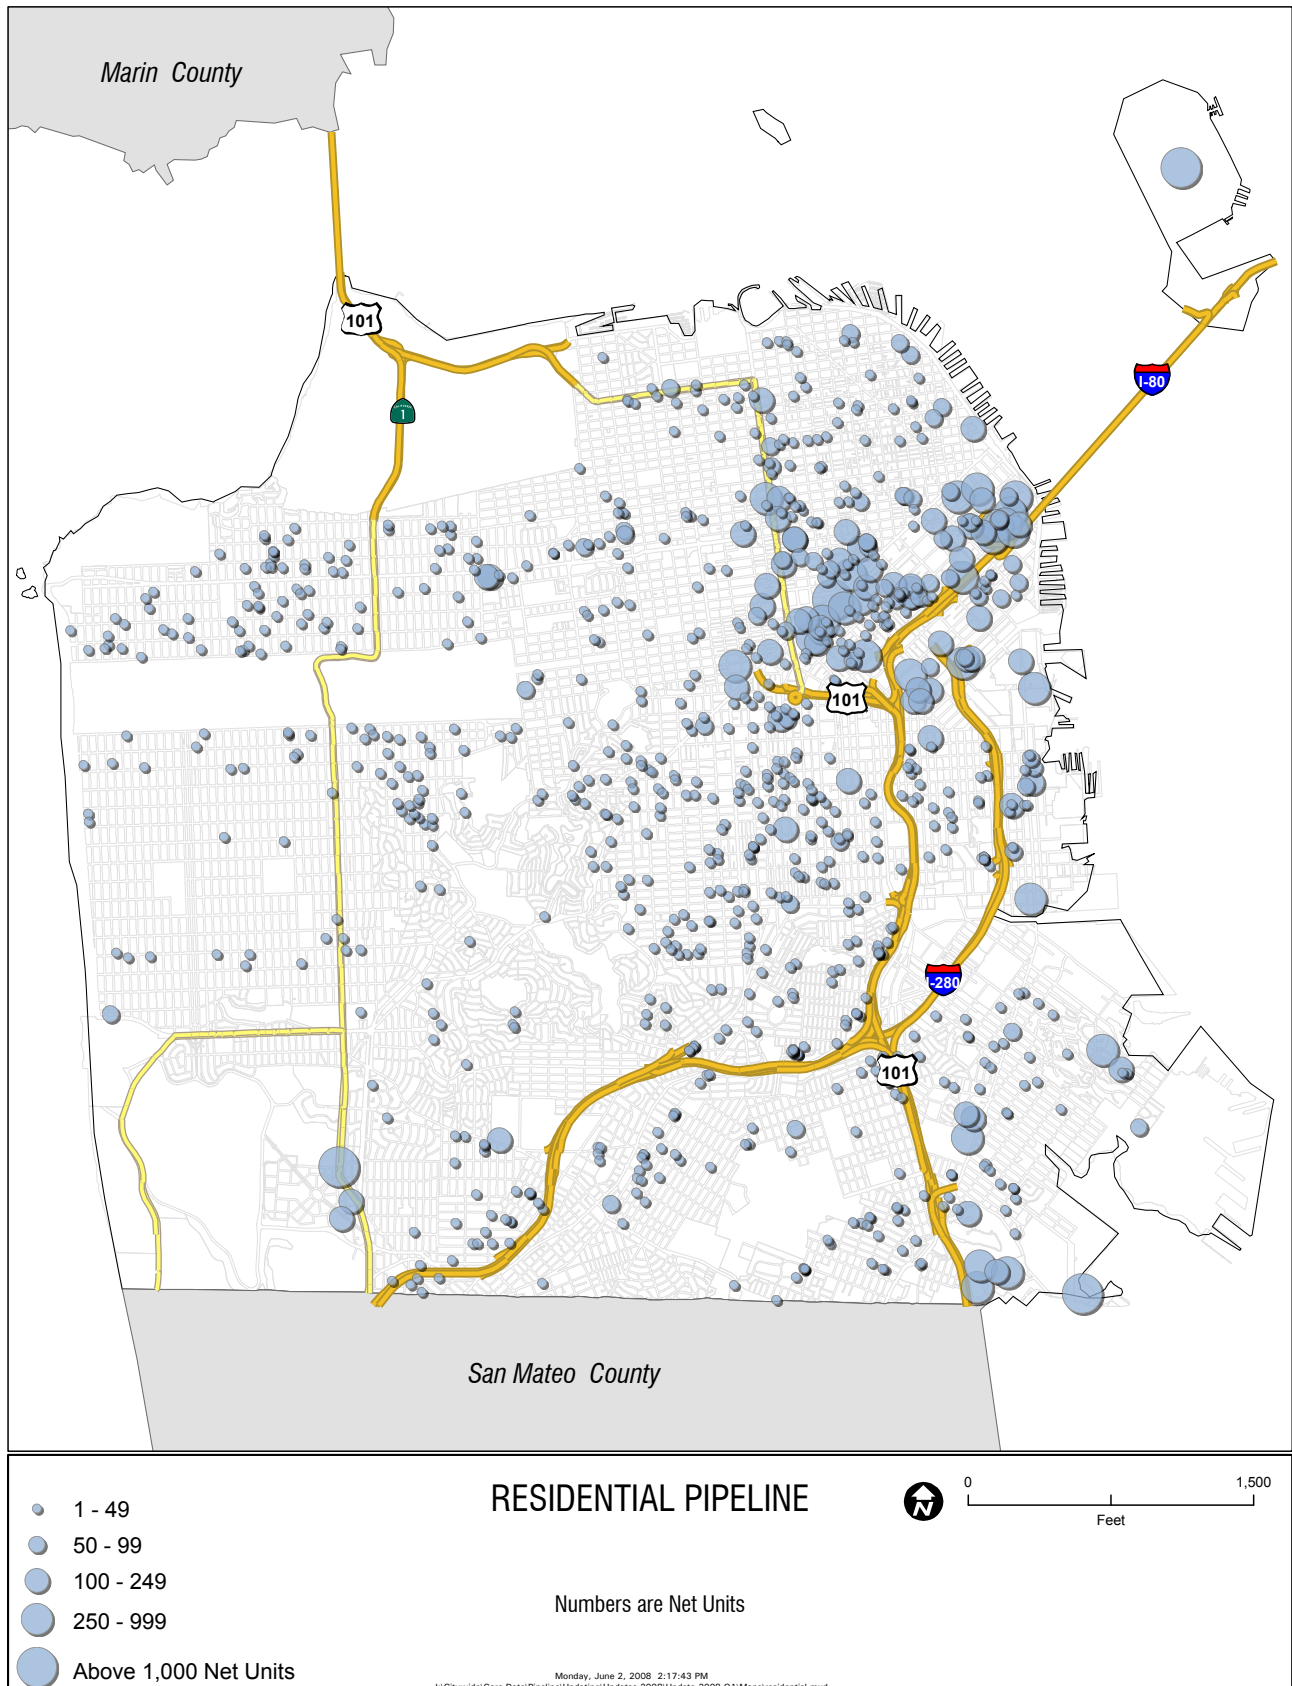 Marin County
101
1
I-80
101
I-280
101
San Mateo County
RESIDENTIAL PIPELINE
N
0 1,500
Feet
1 - 49
50 - 99
100 - 249
250 - 999
Above 1,000 Net Units
Numbers are Net Units
Monday, June 2, 2008 2:17:43 PM